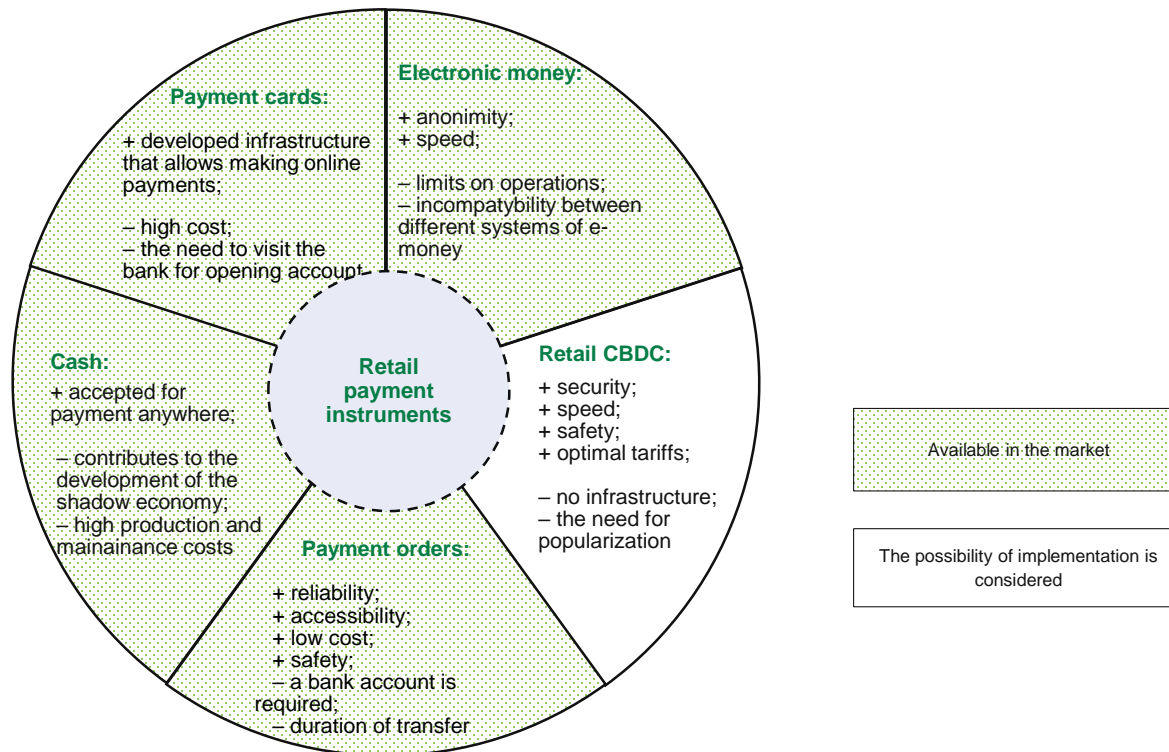 Payment cards:
+ developed infrastructure
that allows making online
payments;
– high cost;
– the need to visit the
bank for opening account
Electronic money:
+ anonimity;
+ speed;
– limits on operations;
– incompatybility between
different systems of e-
money
Cash:
+ accepted for
payment anywhere;
– contributes to the
development of the
shadow economy;
– high production and
mainainance costs
Retail
payment
instruments
Retail CBDC:
+ security;
+ speed;
+ safety;
+ optimal tariffs;
– no infrastructure;
– the need for
popularization
Payment orders:
+ reliability;
+ accessibility;
+ low cost;
+ safety;
– a bank account is
required;
– duration of transfer
Available in the market
The possibility of implementation is
considered